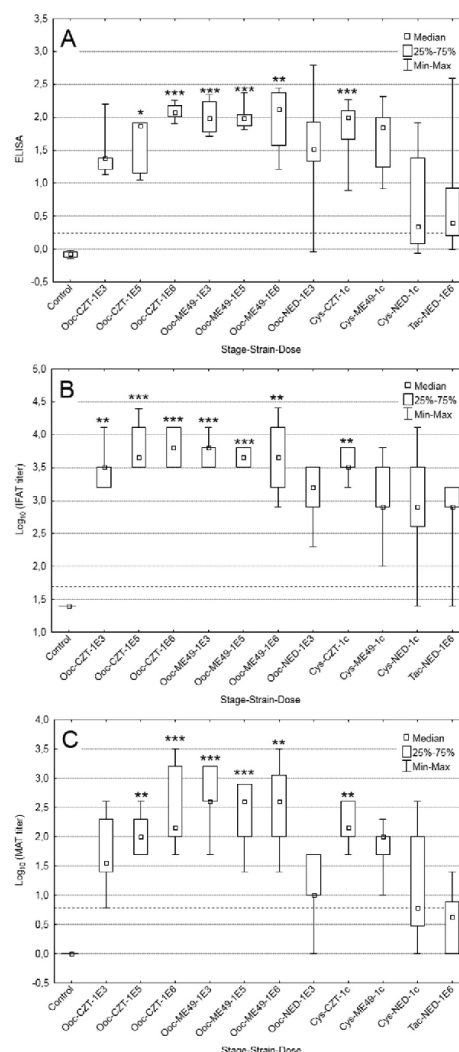 A
Median
25%-75%
Min-Max
ELISA
4,0
3,5
3,0
2,5
2,0
1,5
1,0
0,5
0,0
-0,5
*
***
***
***
***
**
***
Control
Ooc-CZT-1E3
Ooc-CZT-1E5
Ooc-CZT-1E6
Ooc-ME49-1E3
Ooc-ME49-1E5
Ooc-ME49-1E6
Ooc-NED-1E3
Cys-CZT-1c
Cys-ME49-1c
Cys-NED-1c
Tac-NED-1E6
Stage-Strain-Dose
B
Median
25%-75%
Min-Max
Log10 (IFAT titer)
5,0
4,5
4,0
3,5
3,0
2,5
2,0
1,5
1,0
**
***
***
***
***
**
**
Control
Ooc-CZT-1E3
Ooc-CZT-1E5
Ooc-CZT-1E6
Ooc-ME49-1E3
Ooc-ME49-1E5
Ooc-ME49-1E6
Ooc-NED-1E3
Cys-CZT-1c
Cys-ME49-1c
Cys-NED-1c
Tac-NED-1E6
Stage-Strain-Dose
C
Median
25%-75%
Min-Max
Log10 (MAT titer)
4,0
3,5
3,0
2,5
2,0
1,5
1,0
0,5
0,0
-0,5
**
***
***
***
**
**
Control
Ooc-CZT-1E3
Ooc-CZT-1E5
Ooc-CZT-1E6
Ooc-ME49-1E3
Ooc-ME49-1E5
Ooc-ME49-1E6
Ooc-NED-1E3
Cys-CZT-1c
Cys-ME49-1c
Cys-NED-1c
Tac-NED-1E6
Stage-Strain-Dose